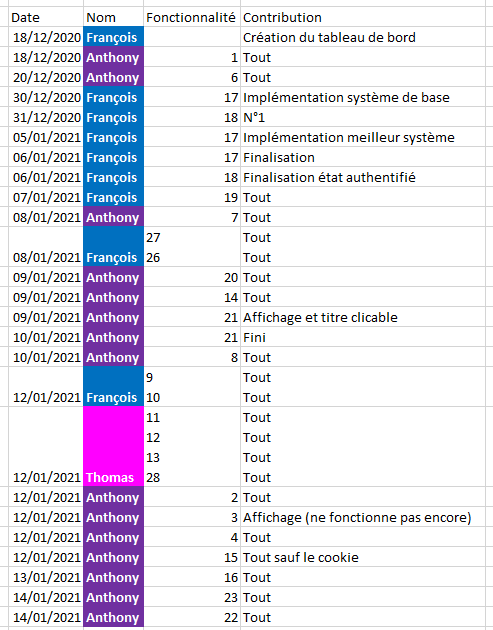 Date Nom Fonctionnalité Contribution
18/12/2020 François Création du tableau de bord
18/12/2020 Anthony 1 Tout
20/12/2020 Anthony 6 Tout
30/12/2020 François 17 Implémentation système de base
31/12/2020 François 18 N°1
05/01/2021 François 17 Implémentation meilleur système
06/01/2021 François 17 Finalisation
06/01/2021 François 18 Finalisation état authentifié
07/01/2021 François 19 Tout
08/01/2021 Anthony 7 Tout
27 Tout
08/01/2021 François 26 Tout
09/01/2021 Anthony 20 Tout
09/01/2021 Anthony 14 Tout
09/01/2021 Anthony 21 Affichage et titre clicable
10/01/2021 Anthony 21 Fini
10/01/2021 Anthony 8 Tout
9 Tout
12/01/2021 François 10 Tout
11 Tout
12 Tout
13 Tout
12/01/2021 Thomas 28 Tout
12/01/2021 Anthony 2 Tout
12/01/2021 Anthony 3 Affichage (ne fonctionne pas encore)
12/01/2021 Anthony 4 Tout
12/01/2021 Anthony 15 Tout sauf le cookie
13/01/2021 Anthony 16 Tout
14/01/2021 Anthony 23 Tout
14/01/2021 Anthony 22 Tout